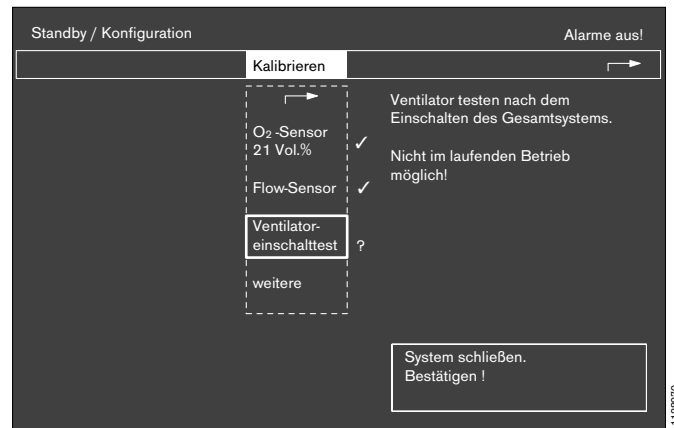 Standby / Konfiguration
Alarme aus!
Kalibrieren
O2 -Sensor
21 Vol.% ✓
Flow-Sensor ✓
Ventilator-
einschalttest ?
weitere
Ventilator testen nach dem
Einschalten des Gesamtsystems.
Nicht im laufenden Betrieb
möglich!
System schließen.
Bestätigen !